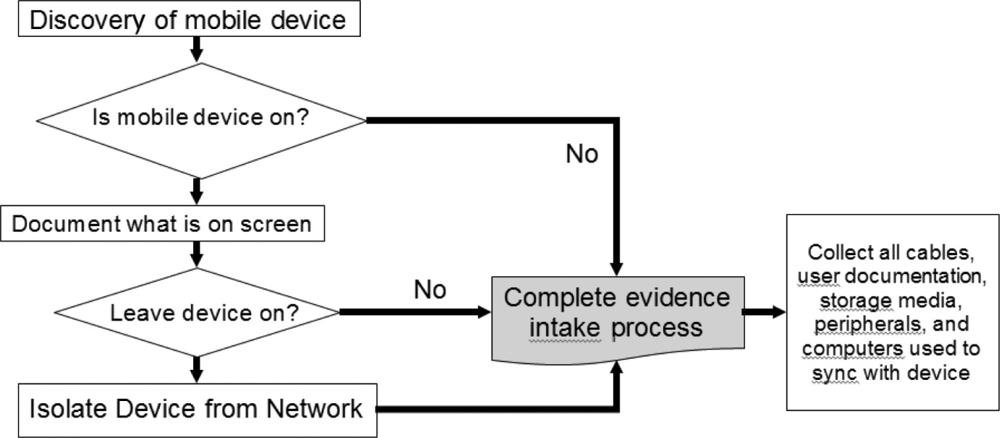 Discovery of mobile device
Is mobile device on?
No
Document what is on screen
Leave device on?
No
Complete evidence
intake process
Collect all cables,
user documentation,
storage media,
peripherals, and
computers used to
sync with device
Isolate Device from Network